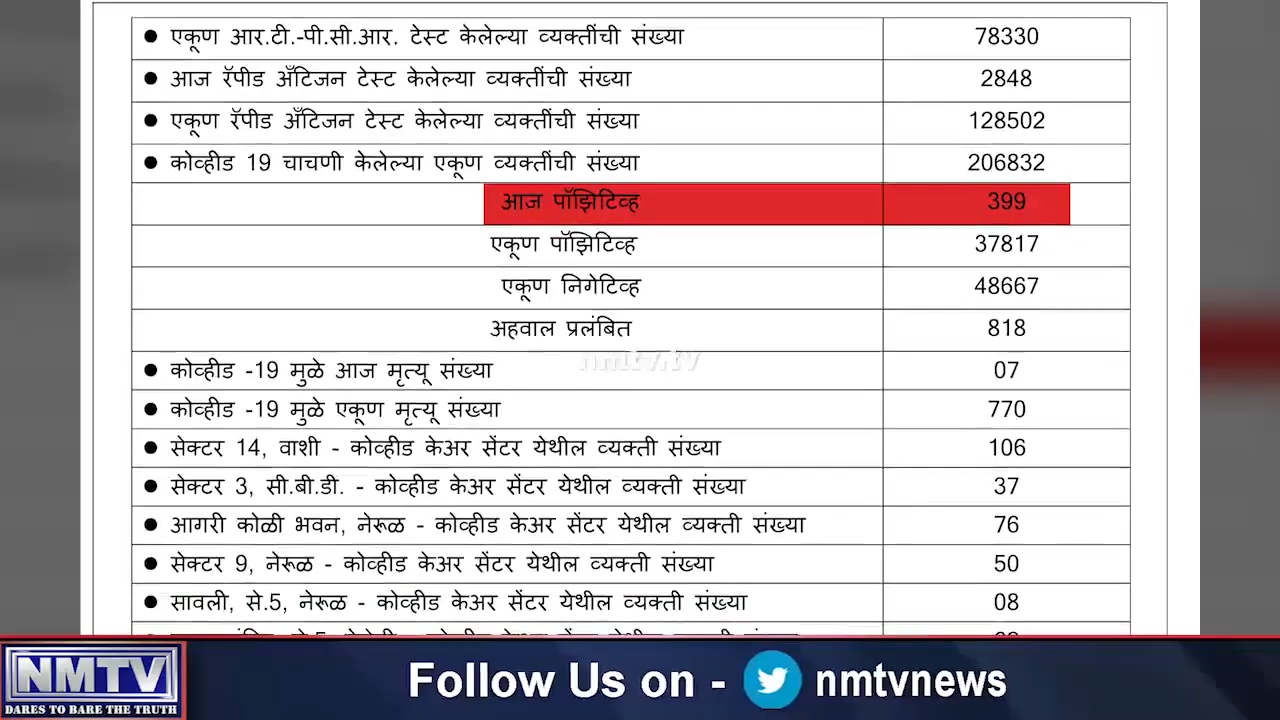 ● एकूण आर.टी.-पी.सी.आर. टेस्ट केलेल्या व्यक्तींची संख्या 78330
● आज रॅपीड अँटिजन टेस्ट केलेल्या व्यक्तींची संख्या 2848
● एकूण रॅपीड अँटिजन टेस्ट केलेल्या व्यक्तींची संख्या 128502
● कोव्हीड 19 चाचणी केलेल्या एकूण व्यक्तींची संख्या 206832
आज पॉझिटिव्ह 399
एकूण पॉझिटिव्ह 37817
एकूण निगेटिव्ह 48667
अहवाल प्रलंबित 818
nmtv.tv
● कोव्हीड -19 मुळे आज मृत्यू संख्या 07
● कोव्हीड -19 मुळे एकूण मृत्यू संख्या 770
● सेक्टर 14, वाशी - कोव्हीड केअर सेंटर येथील व्यक्ती संख्या 106
● सेक्टर 3, सी.बी.डी. - कोव्हीड केअर सेंटर येथील व्यक्ती संख्या 37
● आगरी कोळी भवन, नेरूळ - कोव्हीड केअर सेंटर येथील व्यक्ती संख्या 76
● सेक्टर 9, नेरूळ - कोव्हीड केअर सेंटर येथील व्यक्ती संख्या 50
● सावली, से.5, नेरूळ - कोव्हीड केअर सेंटर येथील व्यक्ती संख्या 08
NMTV
DARES TO BARE THE TRUTH
Follow Us on - nmtvnews